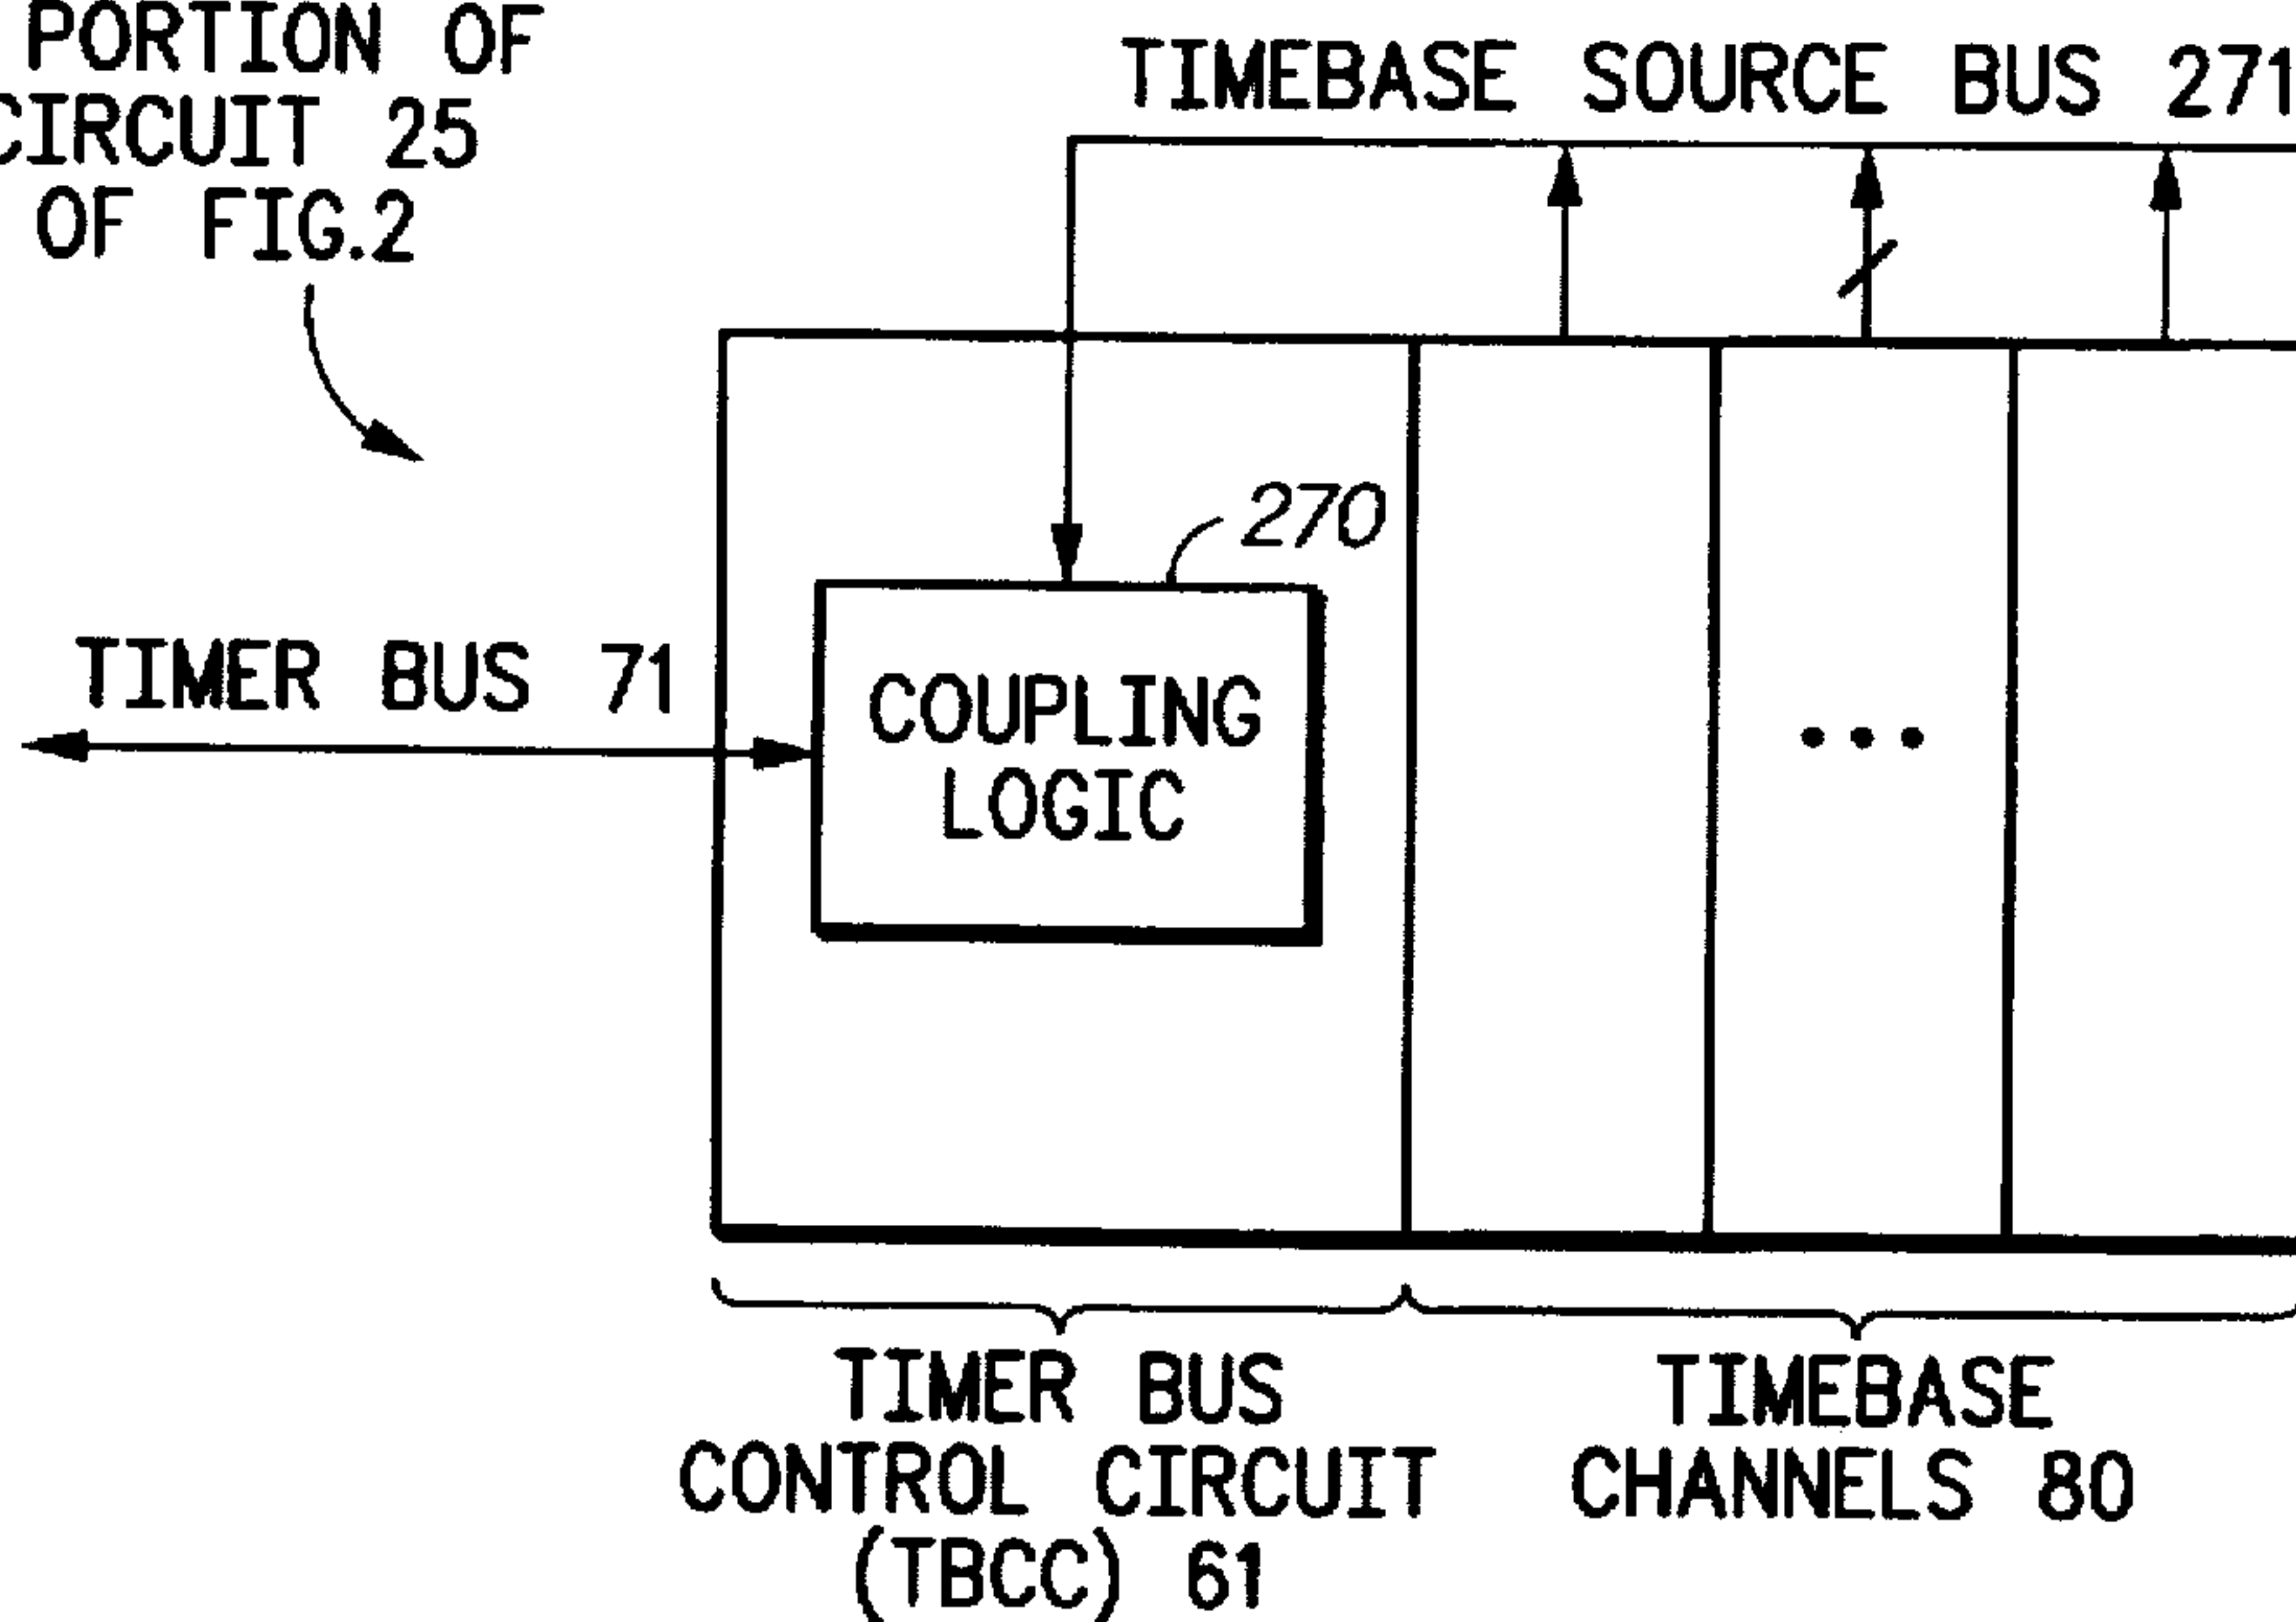 PORTION OF
CIRCUIT 25
OF FIG.2
TIMEBASE SOURCE BUS 271
270
TIMER BUS 71
COUPLING
LOGIC
TIMER BUS
CONTROL CIRCUIT
(TBCC) 61
TIMEBASE
CHANNELS 80